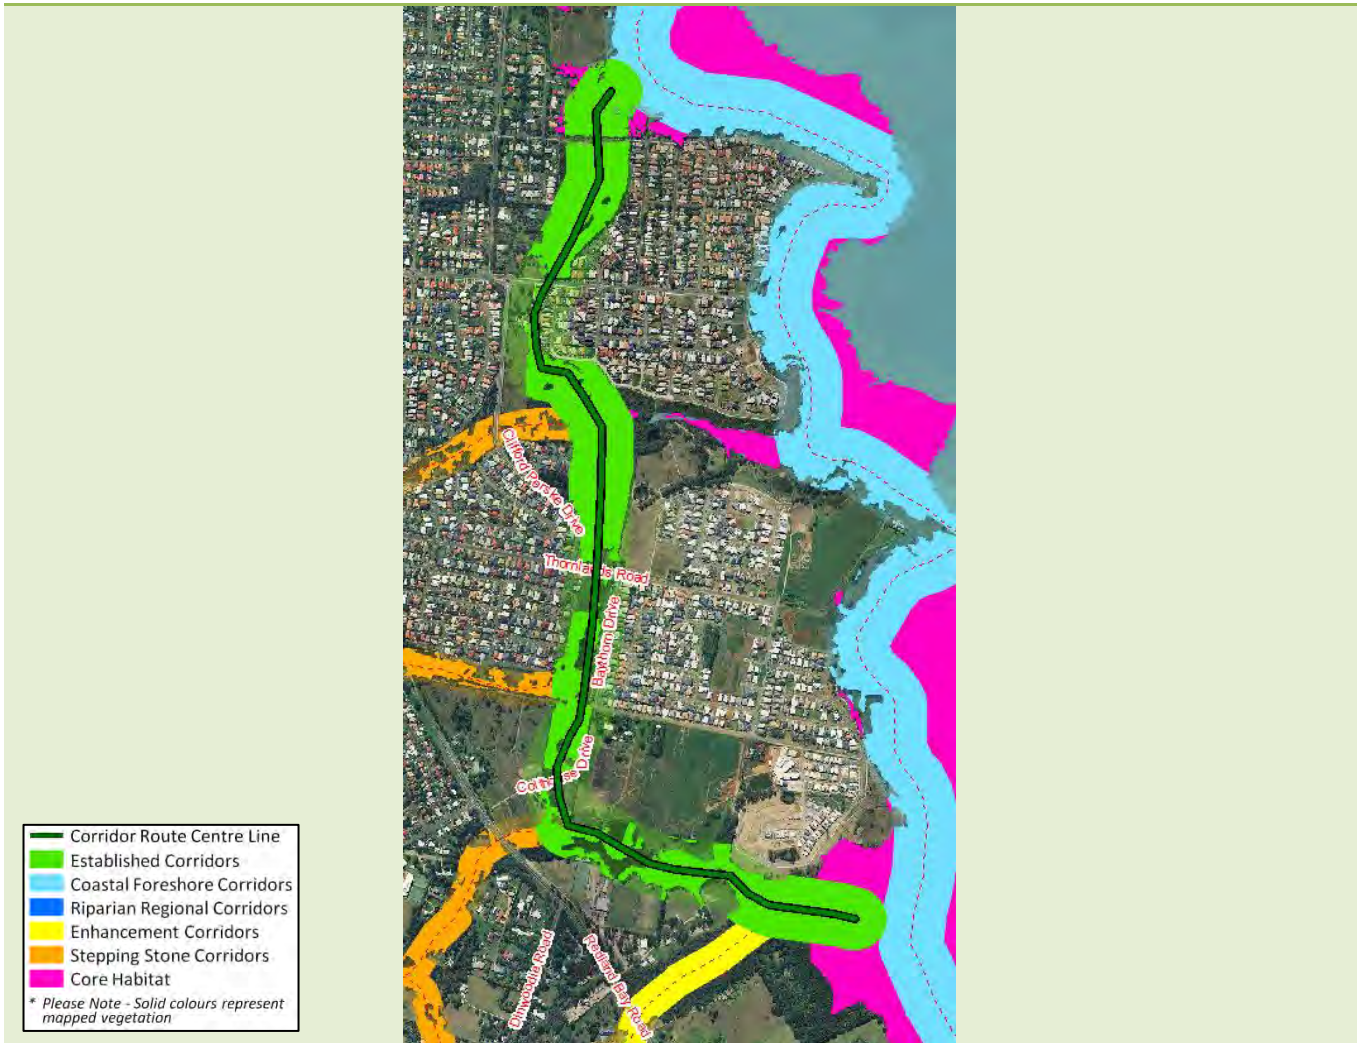 Clifford Perske Drive
Thornlands Road
Baythorn Drive
Drive
Dinwoodie Road
Redland Bay Road
Corridor Route Centre Line
Established Corridors
Coastal Foreshore Corridors
Riparian Regional Corridors
Enhancement Corridors
Stepping Stone Corridors
Core Habitat
* Please Note - Solid colours represent
mapped vegetation